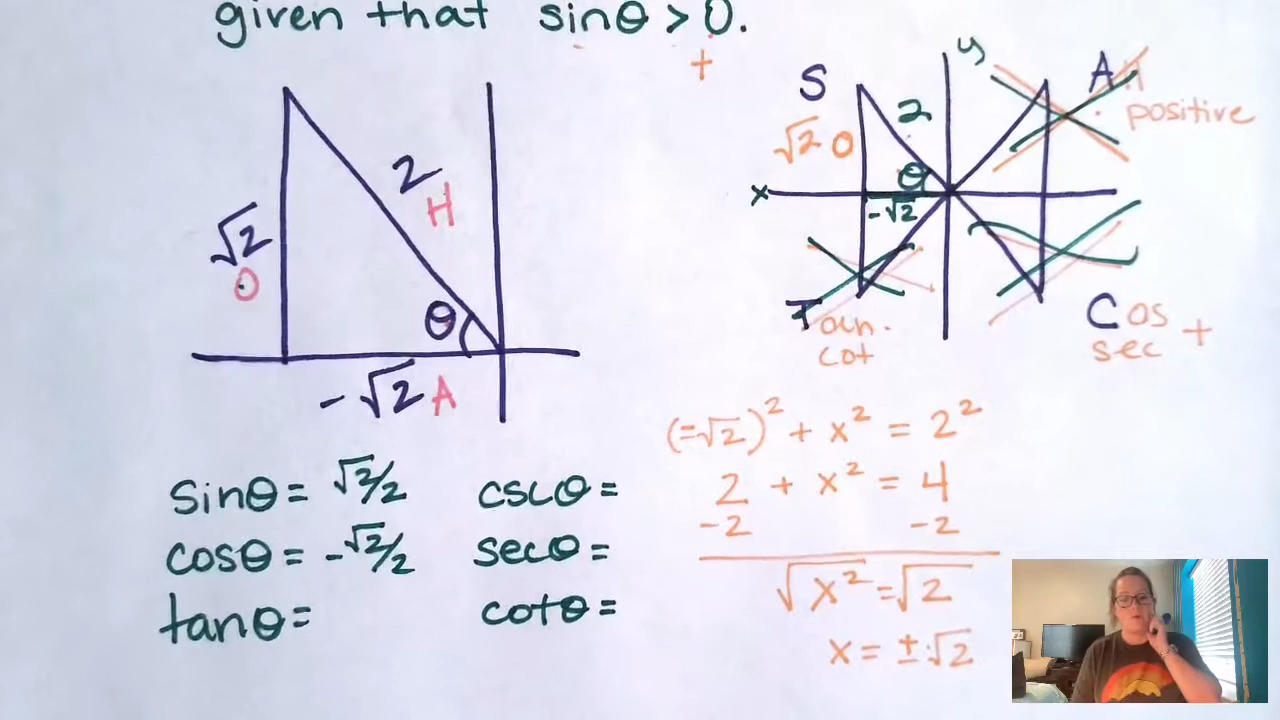 given that sinθ > 0.
+
√2
O
2
H
θ
-√2 A
S
A
positive
y
√2 O
2
θ
x
-√2
Tan.
cot
Cos
sec +
(-√2)² + x² = 2²
2 + x² = 4
-2 -2
√x² = √2
x = ±√2
sinθ = √2/2 cscθ =
cosθ = -√2/2 secθ =
tanθ = cotθ =